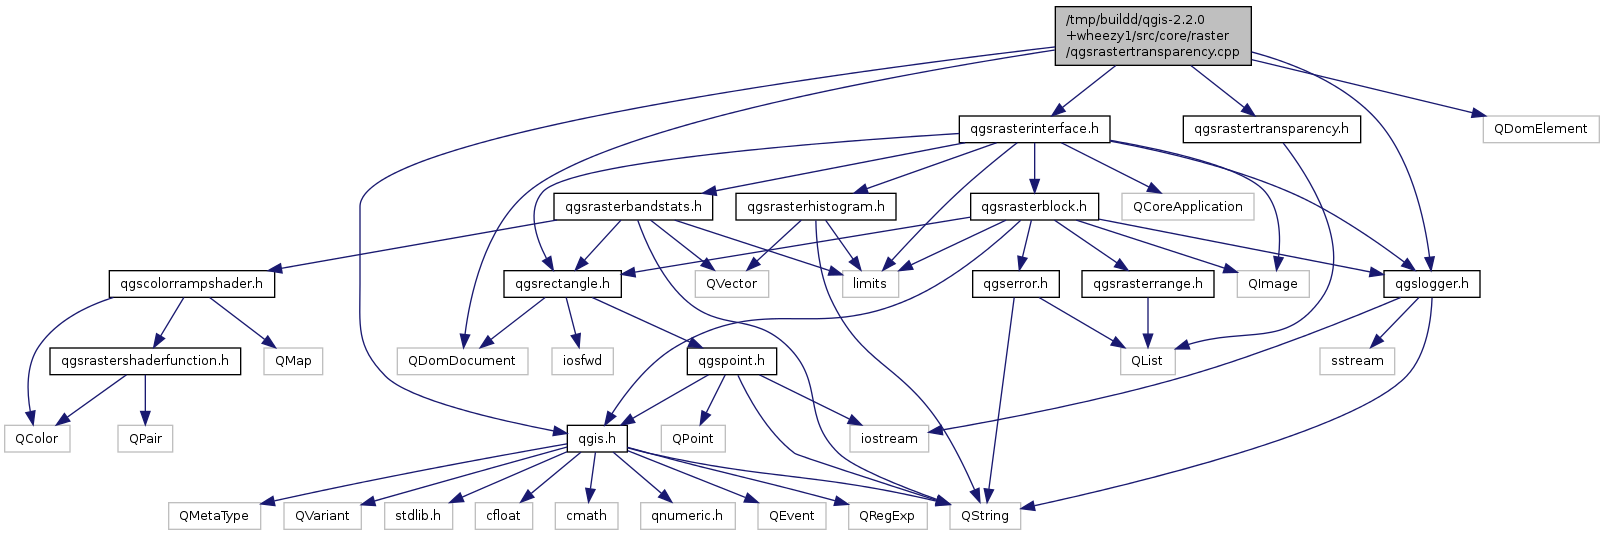 /tmp/buildd/qgis-2.2.0
+wheezy1/src/core/raster
/qgsrastertransparency.cpp
qgsrasterinterface.h
qgsrastertransparency.h
QDomElement
qgsrasterbandstats.h
qgsrasterhistogram.h
qgsrasterblock.h
QCoreApplication
qgscolorrampshader.h
qgsrectangle.h
QVector
limits
qgserror.h
qgsrasterrange.h
QImage
qgslogger.h
qgsrastershaderfunction.h
QMap
QDomDocument
iosfwd
qgspoint.h
QList
sstream
QColor
QPair
qgis.h
QPoint
iostream
QMetaType
QVariant
stdlib.h
cfloat
cmath
qnumeric.h
QEvent
QRegExp
QString